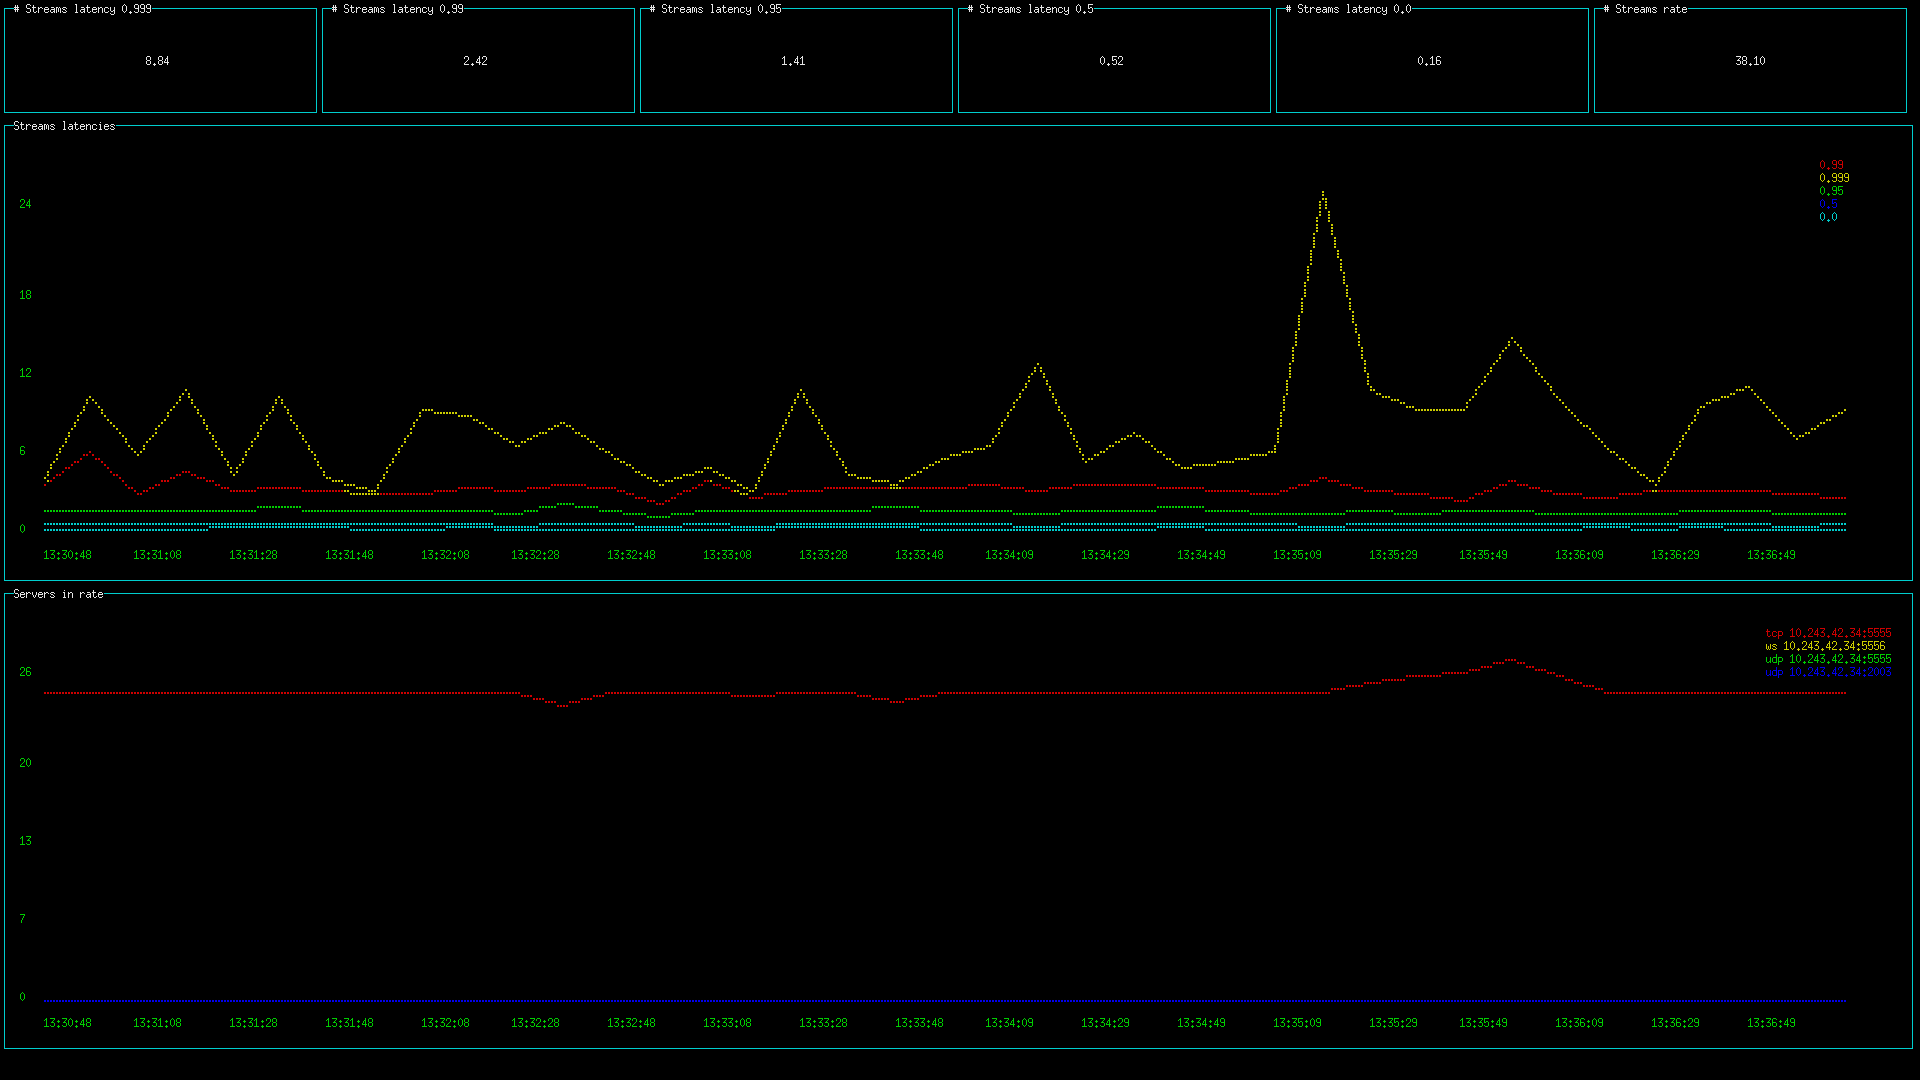 # Streams latency 0.999
# Streams latency 0.99
# Streams latency 0.95
# Streams latency 0.5
# Streams latency 0.0
# Streams rate
8.84
2.42
1.41
0.52
0.16
38.10
Streams latencies
0.99
0.999
0.95
0.5
0.0
24
18
12
6
0
13:30:48 13:31:08 13:31:28 13:31:48 13:32:08 13:32:28 13:32:48 13:33:08 13:33:28 13:33:48 13:34:09 13:34:29 13:34:49 13:35:09 13:35:29 13:35:49 13:36:09 13:36:29 13:36:49
Servers in rate
tcp 10.243.42.34:5555
ws 10.243.42.34:5556
udp 10.243.42.34:5555
udp 10.243.42.34:2003
26
20
13
7
0
13:30:48 13:31:08 13:31:28 13:31:48 13:32:08 13:32:28 13:32:48 13:33:08 13:33:28 13:33:48 13:34:09 13:34:29 13:34:49 13:35:09 13:35:29 13:35:49 13:36:09 13:36:29 13:36:49